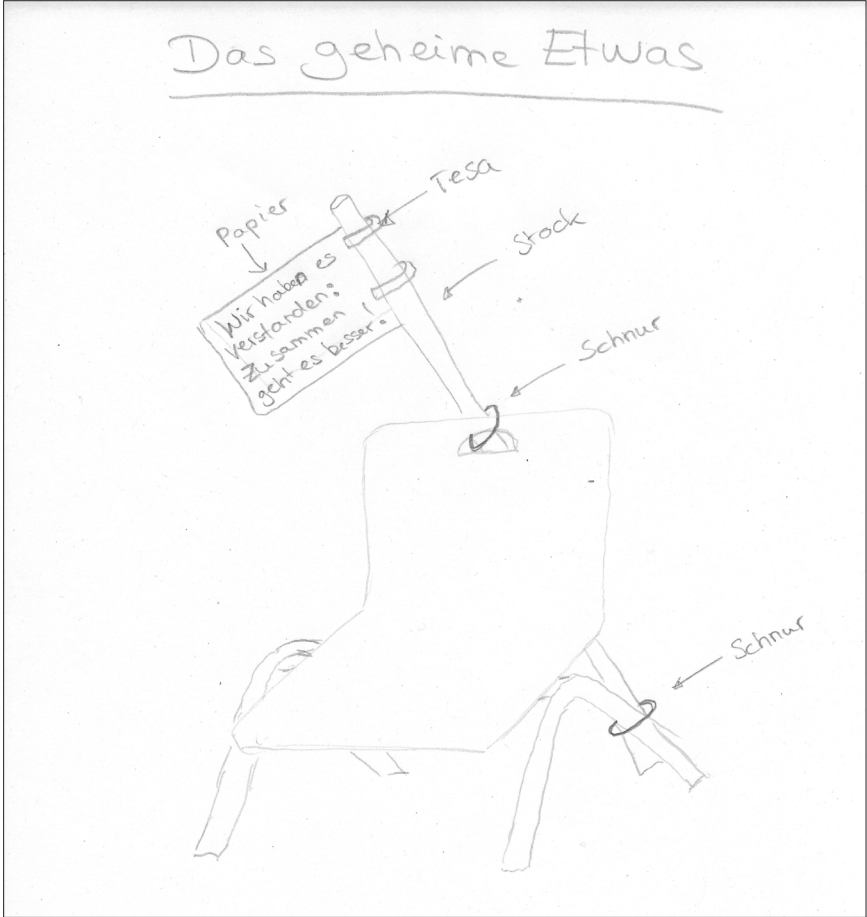 Das geheime Etwas
Tesa
Papier
Stock
Wir haben es
verstanden:
Zusammen
geht es besser!
Schnur
Schnur